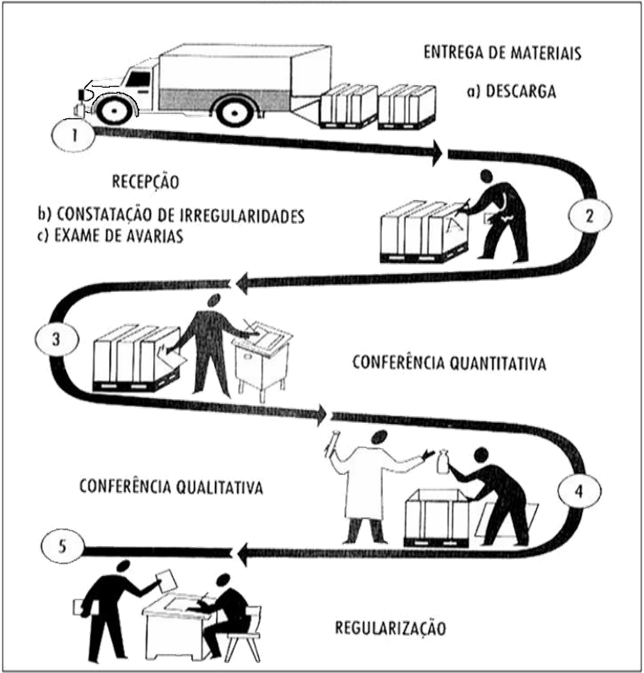 ENTREGA DE MATERIAIS
a) DESCARGA
1
RECEPÇÃO
b) CONSTATAÇÃO DE IRREGULARIDADES
c) EXAME DE AVARIAS
2
3
CONFERÊNCIA QUANTITATIVA
CONFERÊNCIA QUALITATIVA
4
5
REGULARIZAÇÃO